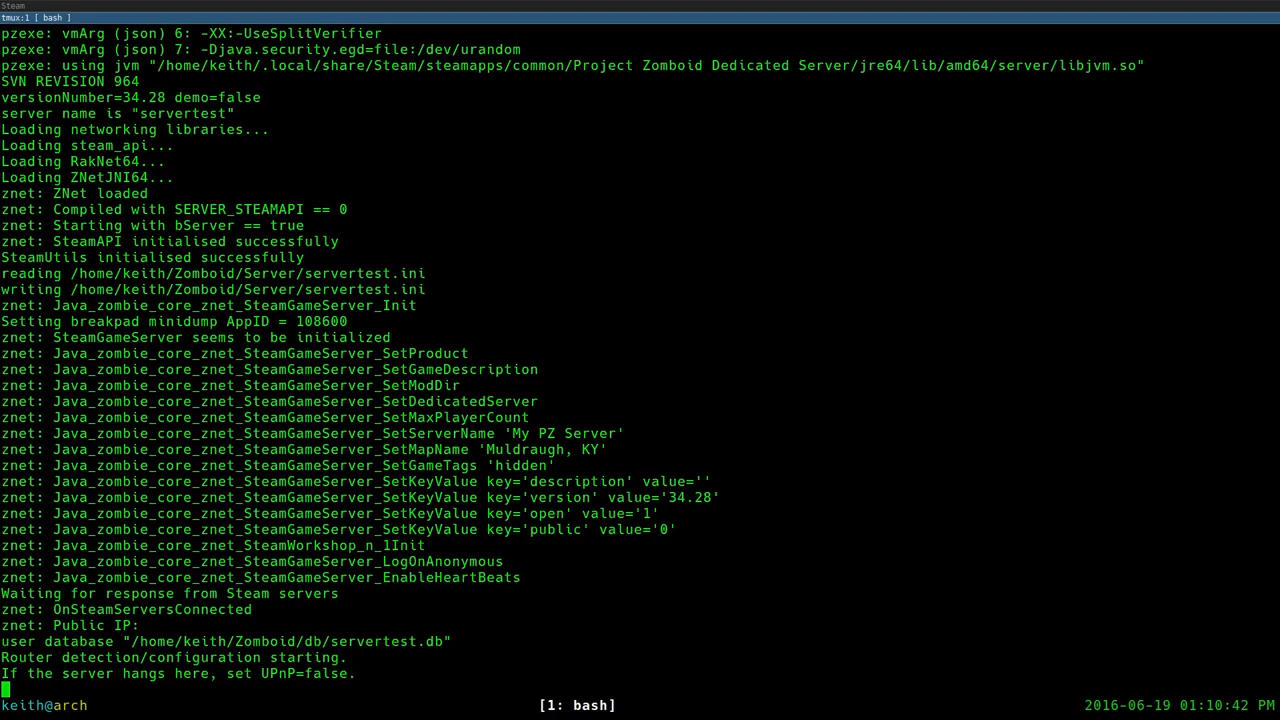 Steam
tmux:1 [ bash ]
pzexe: vmArg (json) 6: -XX:-UseSplitVerifier
pzexe: vmArg (json) 7: -Djava.security.egd=file:/dev/urandom
pzexe: using jvm "/home/keith/.local/share/Steam/steamapps/common/Project Zomboid Dedicated Server/jre64/lib/amd64/server/libjvm.so"
SVN REVISION 964
versionNumber=34.28 demo=false
server name is "servertest"
Loading networking libraries...
Loading steam_api...
Loading RakNet64...
Loading ZNetJNI64...
znet: ZNet loaded
znet: Compiled with SERVER_STEAMAPI == 0
znet: Starting with bServer == true
znet: SteamAPI initialised successfully
SteamUtils initialised successfully
reading /home/keith/Zomboid/Server/servertest.ini
writing /home/keith/Zomboid/Server/servertest.ini
znet: Java_zombie_core_znet_SteamGameServer_Init
Setting breakpad minidump AppID = 108600
znet: SteamGameServer seems to be initialized
znet: Java_zombie_core_znet_SteamGameServer_SetProduct
znet: Java_zombie_core_znet_SteamGameServer_SetGameDescription
znet: Java_zombie_core_znet_SteamGameServer_SetModDir
znet: Java_zombie_core_znet_SteamGameServer_SetDedicatedServer
znet: Java_zombie_core_znet_SteamGameServer_SetMaxPlayerCount
znet: Java_zombie_core_znet_SteamGameServer_SetServerName 'My PZ Server'
znet: Java_zombie_core_znet_SteamGameServer_SetMapName 'Muldraugh, KY'
znet: Java_zombie_core_znet_SteamGameServer_SetGameTags 'hidden'
znet: Java_zombie_core_znet_SteamGameServer_SetKeyValue key='description' value=''
znet: Java_zombie_core_znet_SteamGameServer_SetKeyValue key='version' value='34.28'
znet: Java_zombie_core_znet_SteamGameServer_SetKeyValue key='open' value='1'
znet: Java_zombie_core_znet_SteamGameServer_SetKeyValue key='public' value='0'
znet: Java_zombie_core_znet_SteamWorkshop_n_1Init
znet: Java_zombie_core_znet_SteamGameServer_LogOnAnonymous
znet: Java_zombie_core_znet_SteamGameServer_EnableHeartBeats
Waiting for response from Steam servers
znet: OnSteamServersConnected
znet: Public IP:
user database "/home/keith/Zomboid/db/servertest.db"
Router detection/configuration starting.
If the server hangs here, set UPnP=false.
keith@arch [1: bash] 2016-06-19 01:10:42 PM